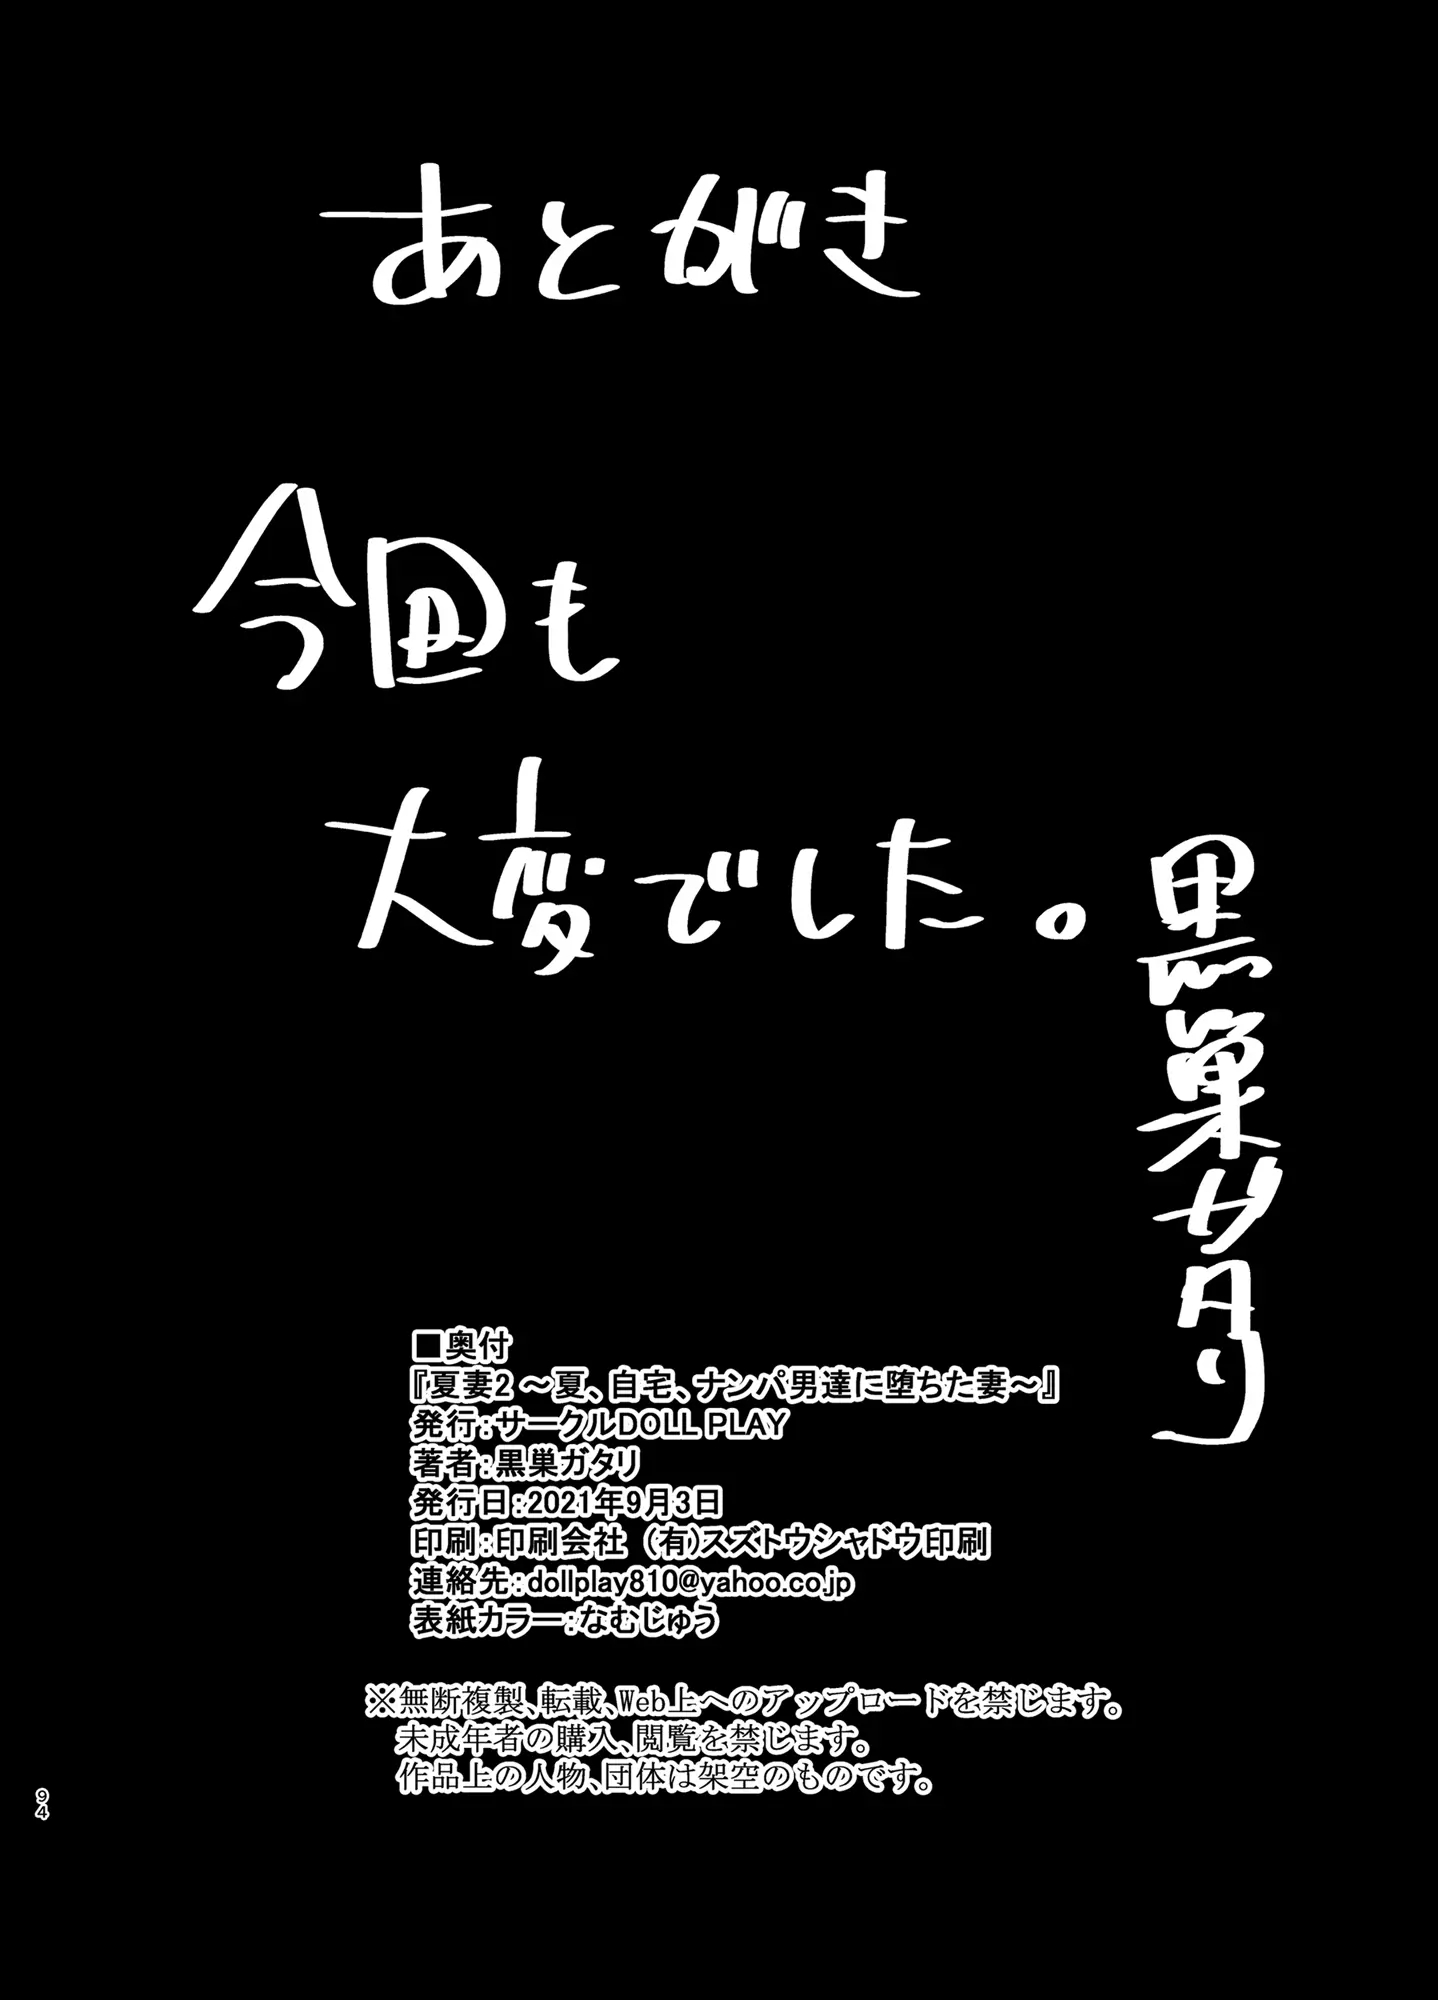 あとがき
今回も
大変でした。
黒巣ガタリ
■奥付
『夏妻2 ～夏、自宅、ナンパ男達に堕ちた妻～』
発行：サークルDOLL PLAY
著者：黒巣ガタリ
発行日：2021年9月3日
印刷：印刷会社　（有）スズトウシャドウ印刷
連絡先：dollplay810@yahoo.co.jp
表紙カラー：なむじゅう
※無断複製、転載、Web上へのアップロードを禁じます。
未成年者の購入、閲覧を禁じます。
作品上の人物、団体は架空のものです。
94